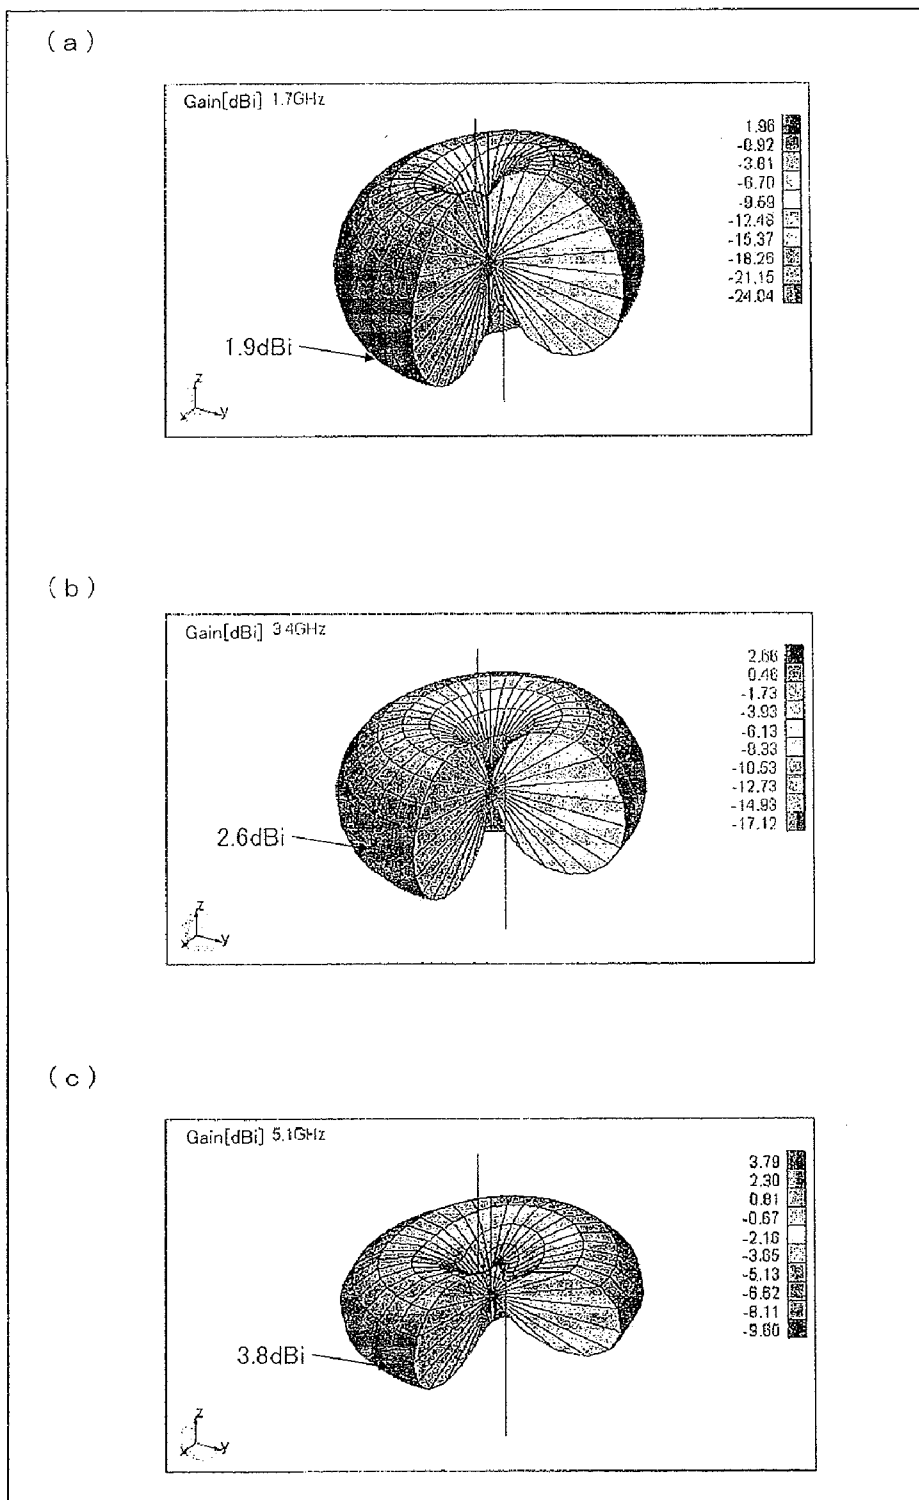 (a)
Gain[dBi] 1.7GHz
1.96
-0.92
-3.81
-6.70
-9.59
-12.48
-15.37
-18.26
-21.15
-24.04
1.9dBi
z
x
y
(b)
Gain[dBi] 3.4GHz
2.66
0.46
-1.73
-3.93
-6.13
-8.33
-10.53
-12.73
-14.93
-17.12
2.6dBi
z
x
y
(c)
Gain[dBi] 5.1GHz
3.79
2.30
0.81
-0.67
-2.16
-3.65
-5.13
-6.62
-8.11
-9.60
3.8dBi
z
x
y